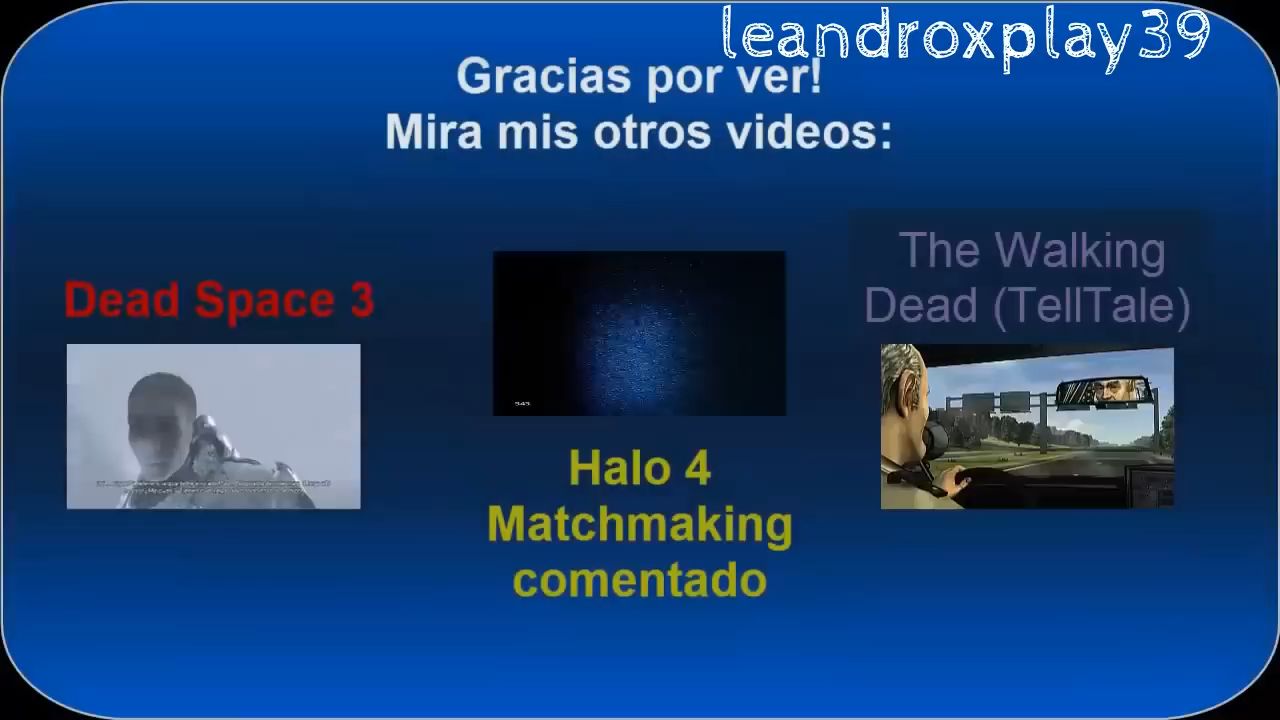 leandroxplay39
Gracias por ver!
Mira mis otros videos:
The Walking
Dead (TellTale)
Dead Space 3
343
Halo 4
Matchmaking
comentado